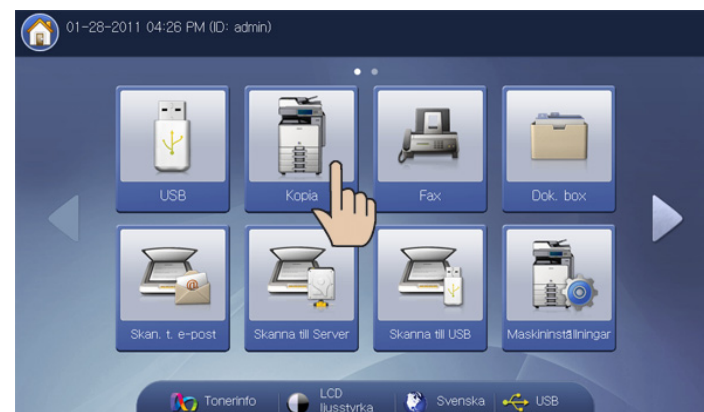 01-28-2011 04:26 PM (ID: admin)
USB
Kopia
Fax
Dok. box
Skan. t. e-post
Skanna till Server
Skanna till USB
Maskininställningar
Tonerinfo
LCD
ljusstyrka
Svenska
USB